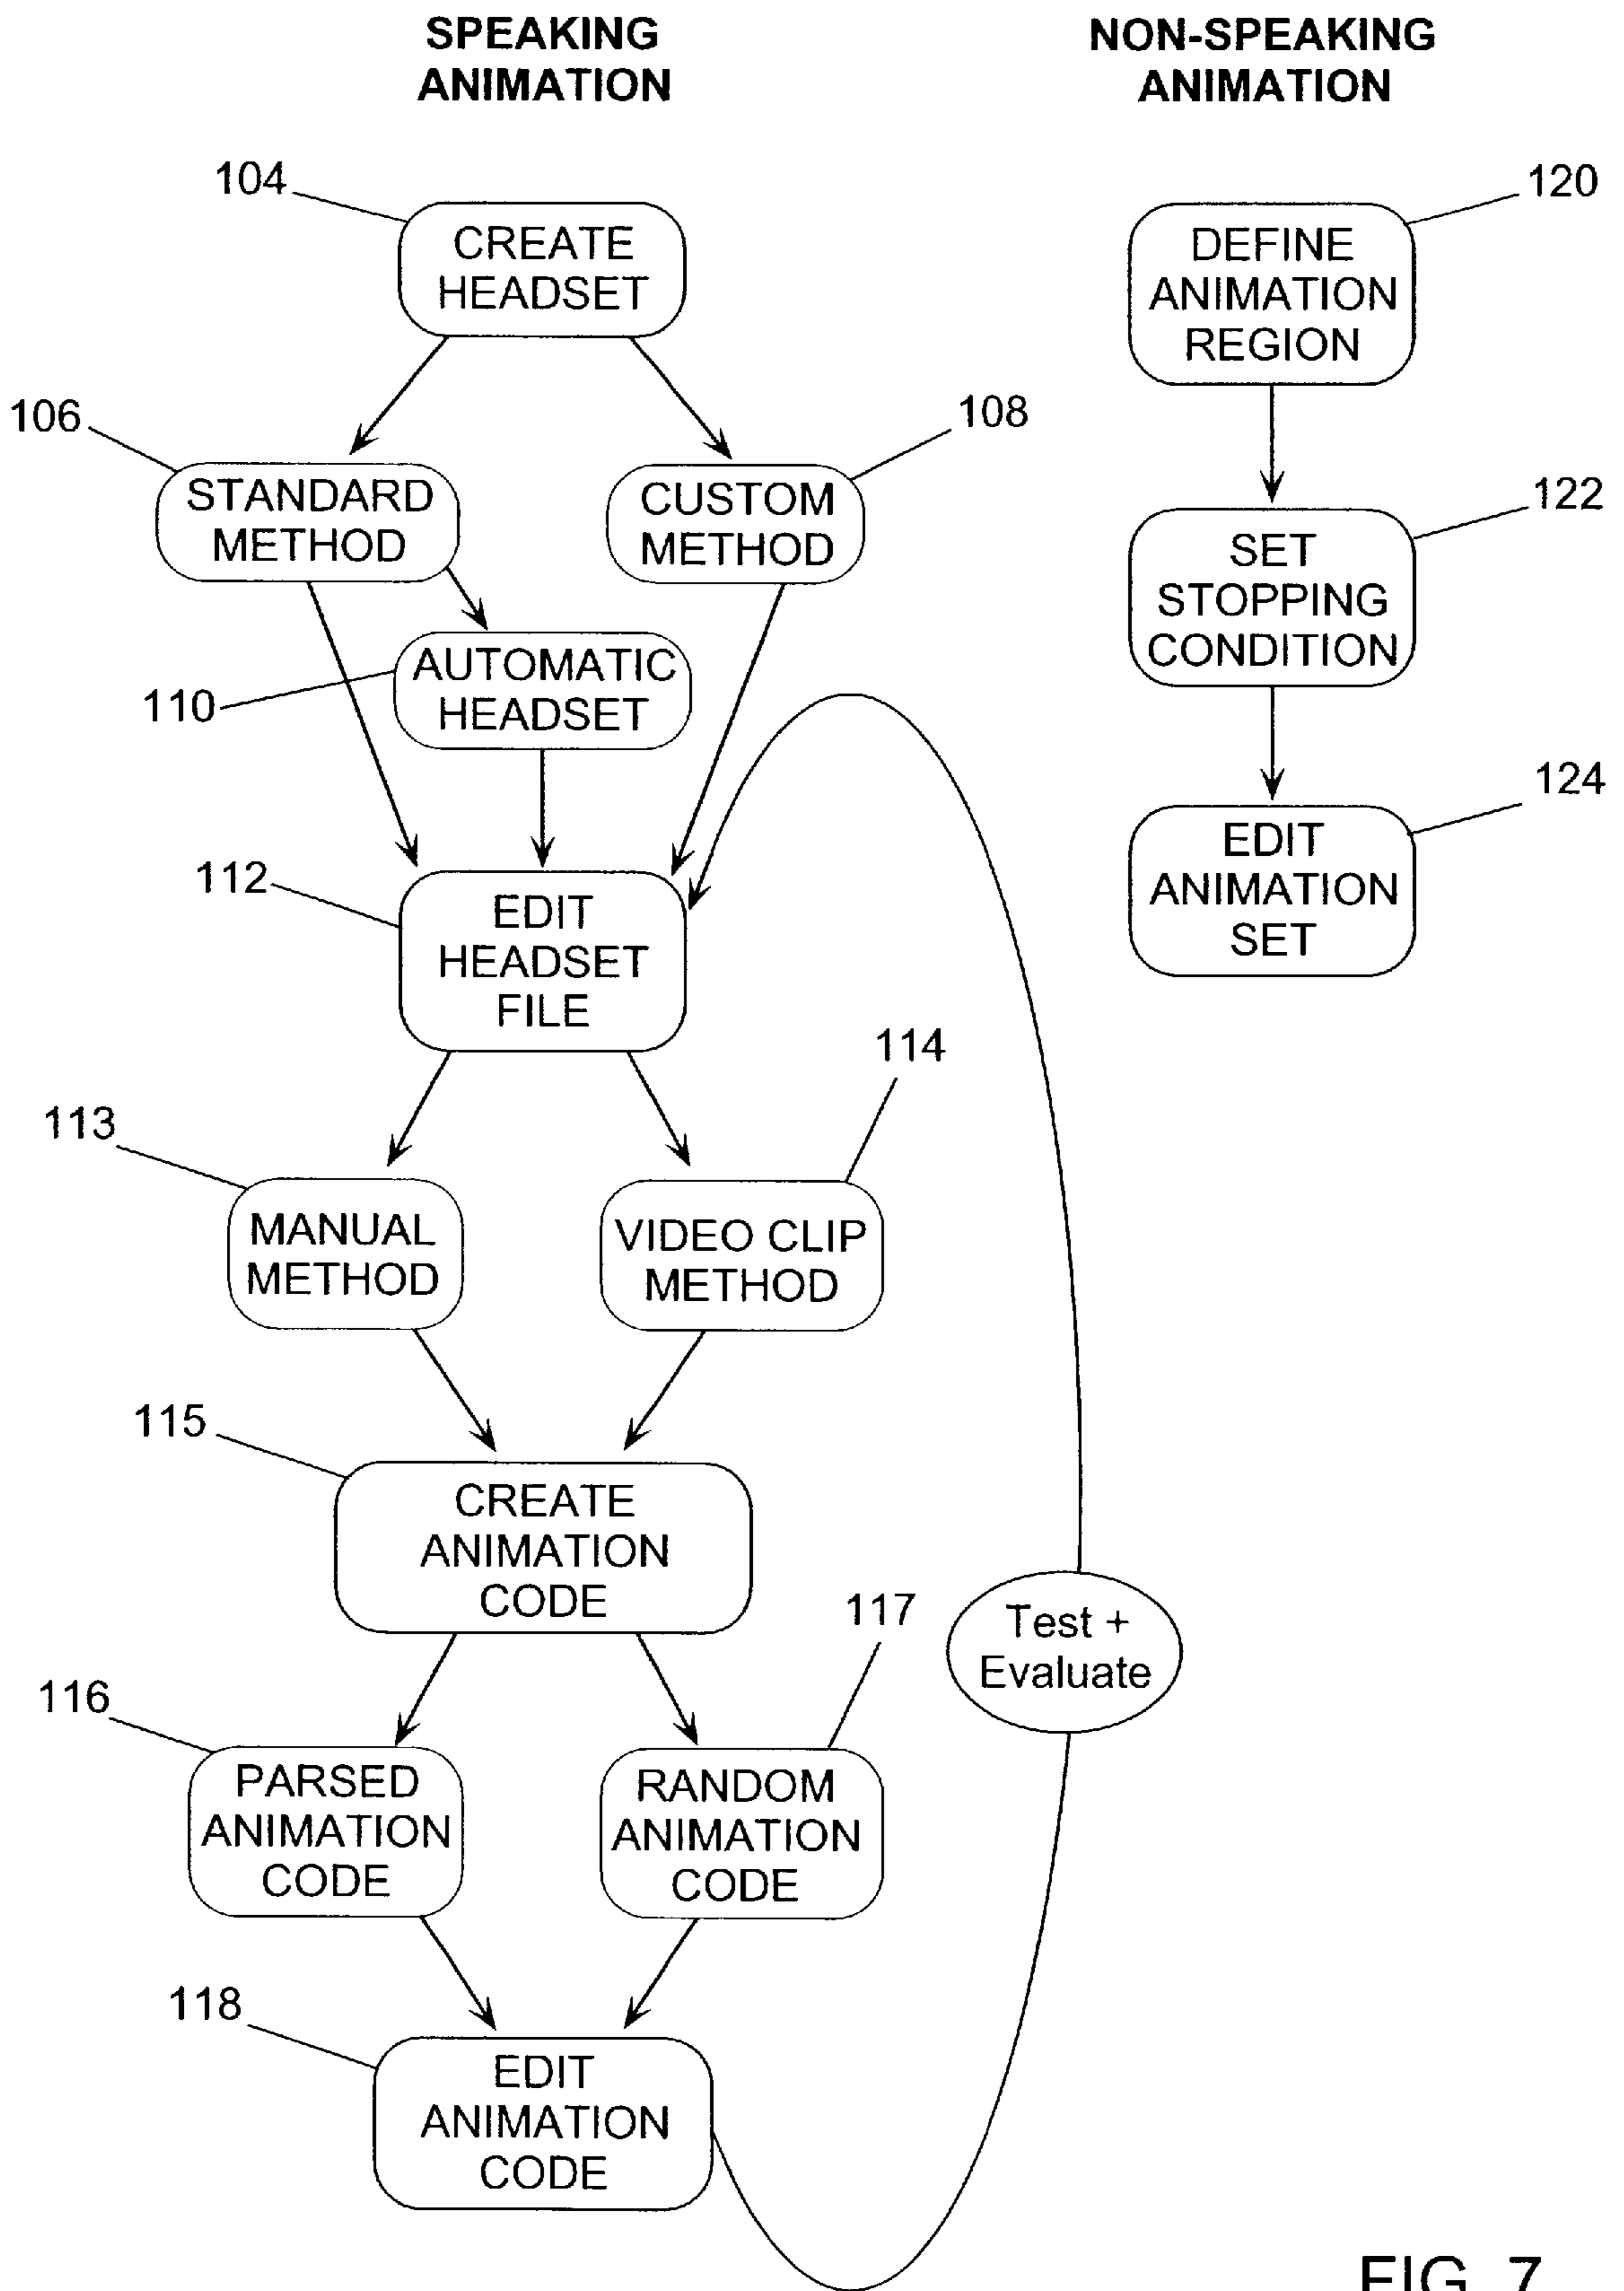 SPEAKING
ANIMATION
NON-SPEAKING
ANIMATION
104
CREATE
HEADSET
106
STANDARD
METHOD
108
CUSTOM
METHOD
110
AUTOMATIC
HEADSET
112
EDIT
HEADSET
FILE
113
MANUAL
METHOD
114
VIDEO CLIP
METHOD
115
CREATE
ANIMATION
CODE
116
PARSED
ANIMATION
CODE
117
RANDOM
ANIMATION
CODE
118
EDIT
ANIMATION
CODE
Test +
Evaluate
120
DEFINE
ANIMATION
REGION
122
SET
STOPPING
CONDITION
124
EDIT
ANIMATION
SET
FIG. 7